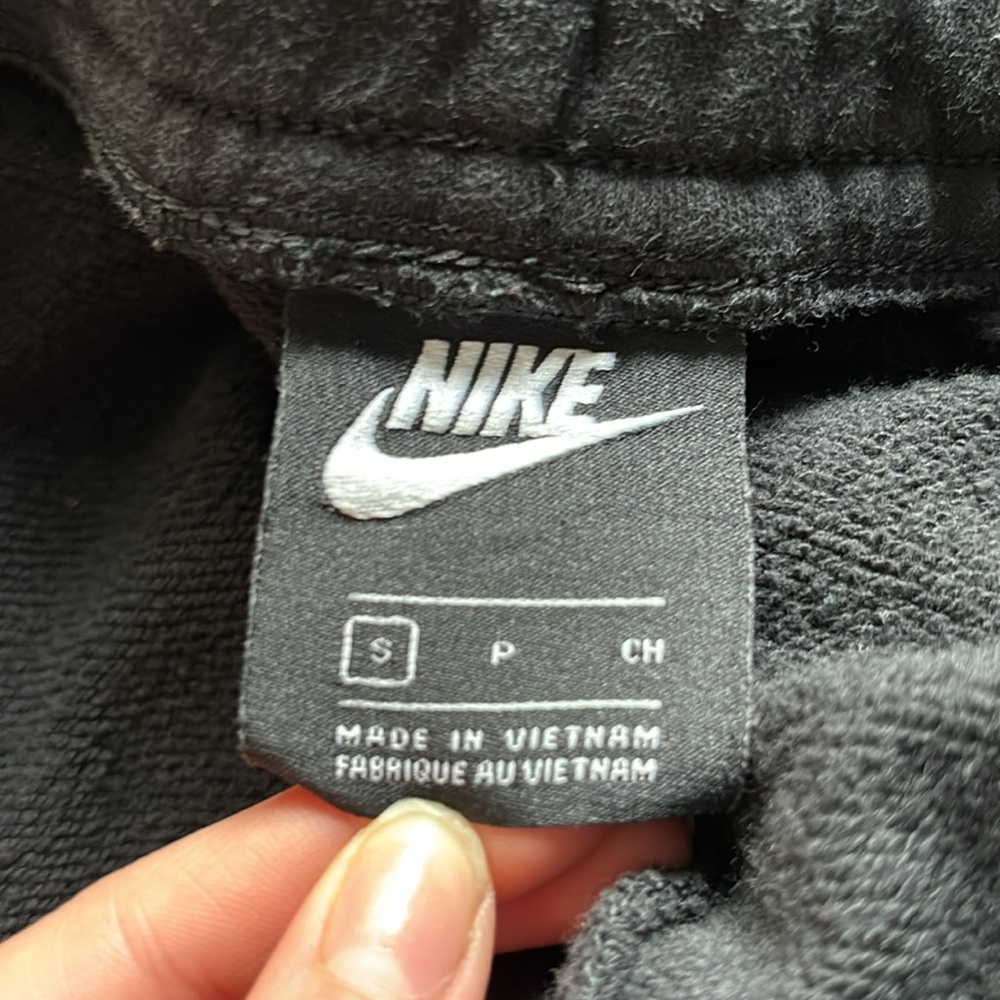 NIKE
S P CH
MADE IN VIETNAM
FABRIQUE AU VIETNAM